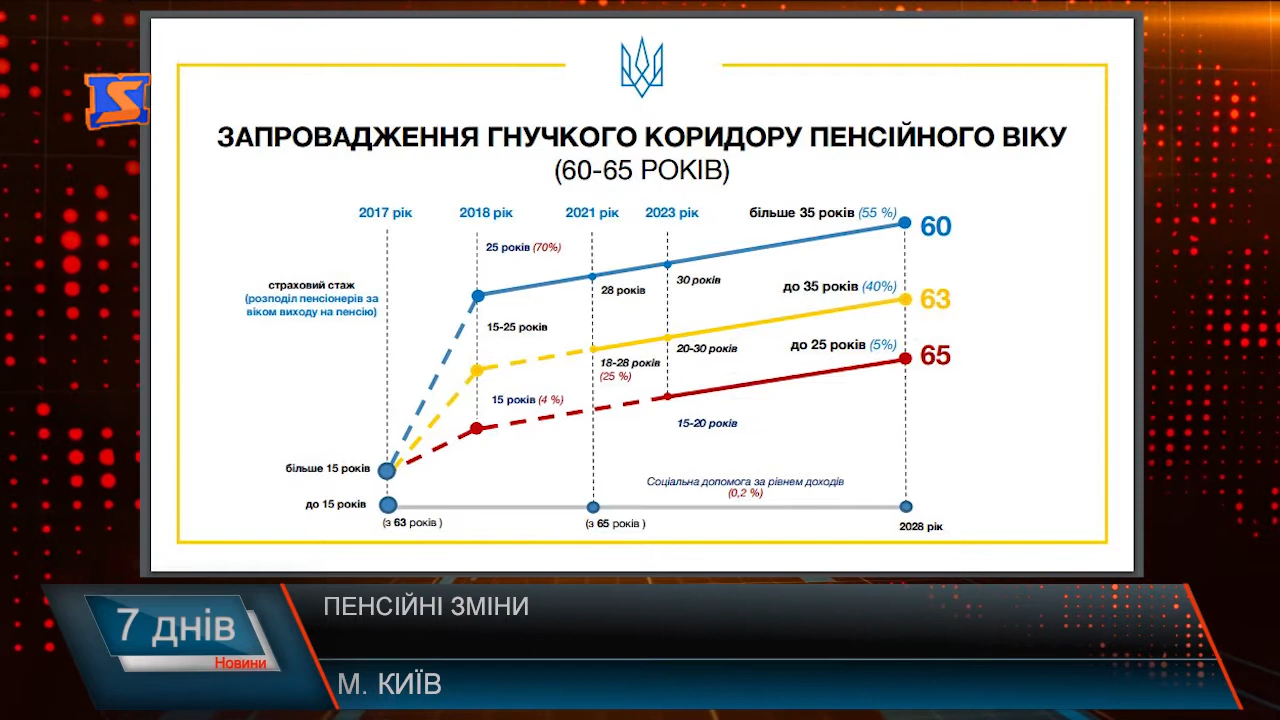 ЗАПРОВАДЖЕННЯ ГНУЧКОГО КОРИДОРУ ПЕНСІЙНОГО ВІКУ
(60-65 РОКІВ)
2017 рік 2018 рік 2021 рік 2023 рік більше 35 років (55 %) 60
25 років (70%)
28 років
30 років
страховий стаж
(розподіл пенсіонерів за
віком виходу на пенсію)
до 35 років (40%) 63
15-25 років
20-30 років
до 25 років (5%) 65
18-28 років
(25 %)
15 років (4 %)
15-20 років
більше 15 років
Соціальна допомога за рівнем доходів
(0,2 %)
до 15 років
(з 63 років )
(з 65 років )
2028 рік
7 днів
Новини
ПЕНСІЙНІ ЗМІНИ
М. КИЇВ